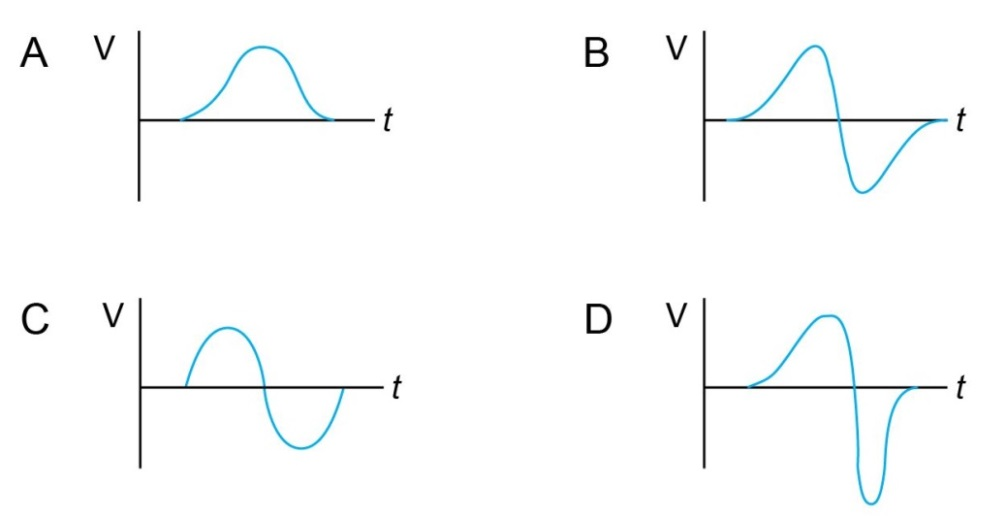 A V t
B V t
C V t
D V t